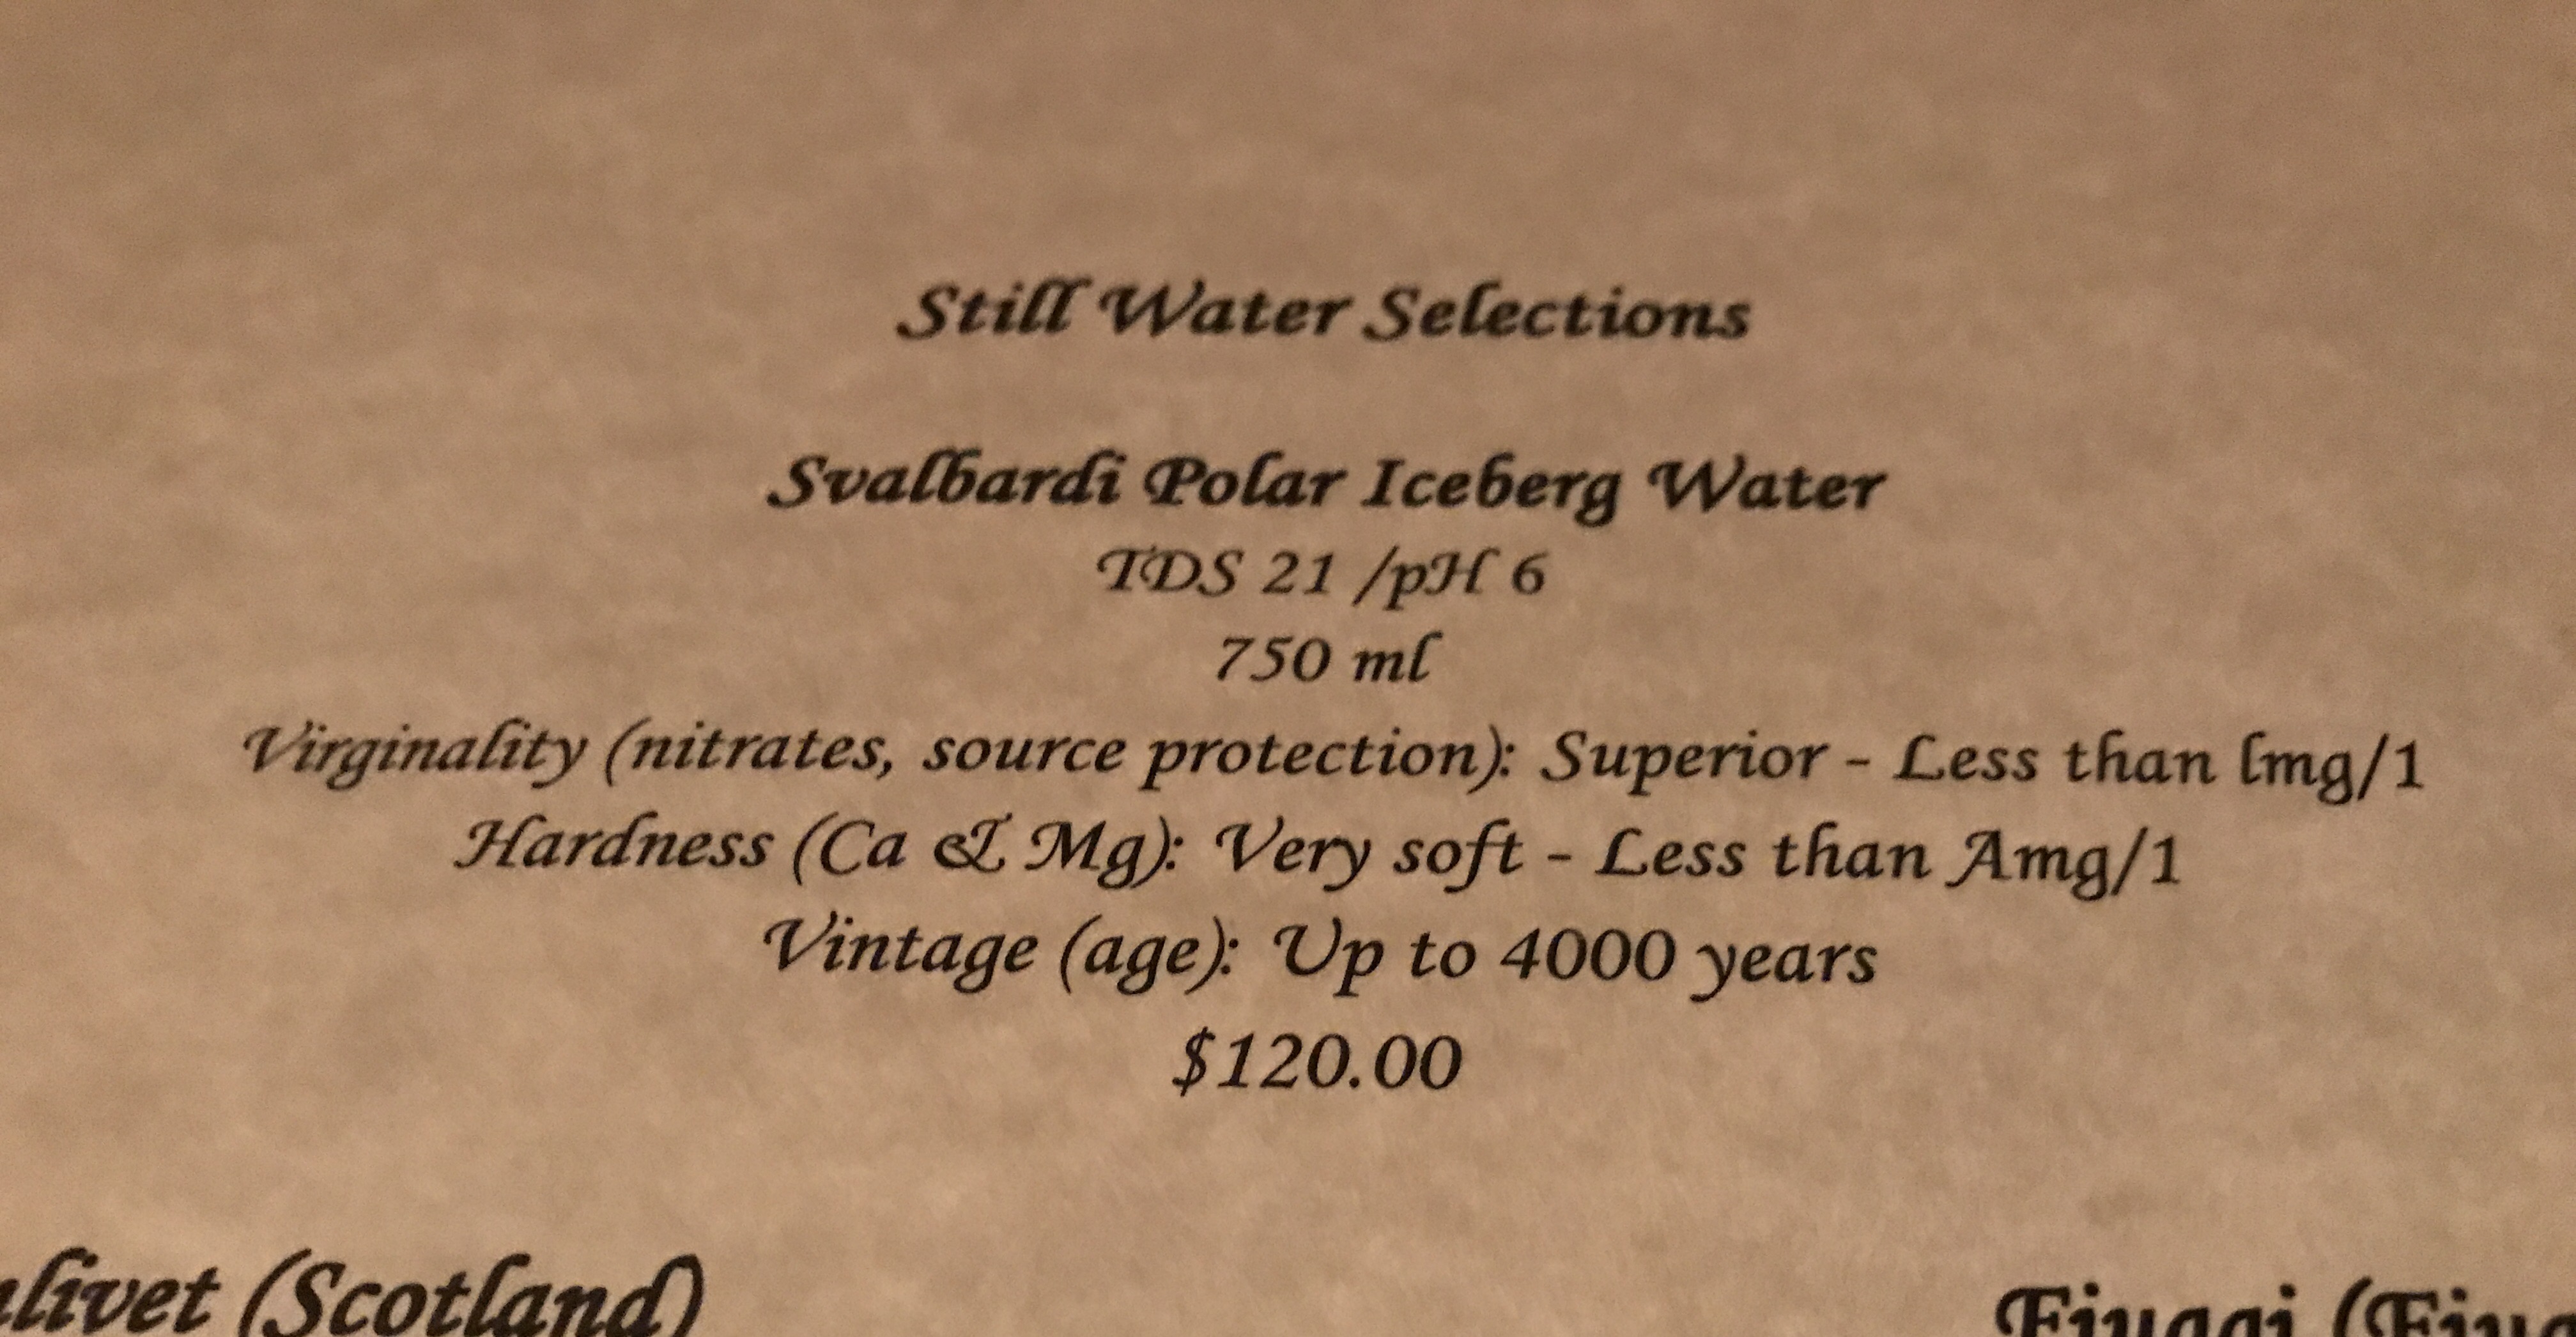 Still Water Selections
Svalbardi Polar Iceberg Water
TDS 21 /pH 6
750 ml
Virginality (nitrates, source protection): Superior - Less than lmg/1
Hardness (Ca & Mg): Very soft - Less than Amg/1
Vintage (age): Up to 4000 years
$120.00
(Scotland)